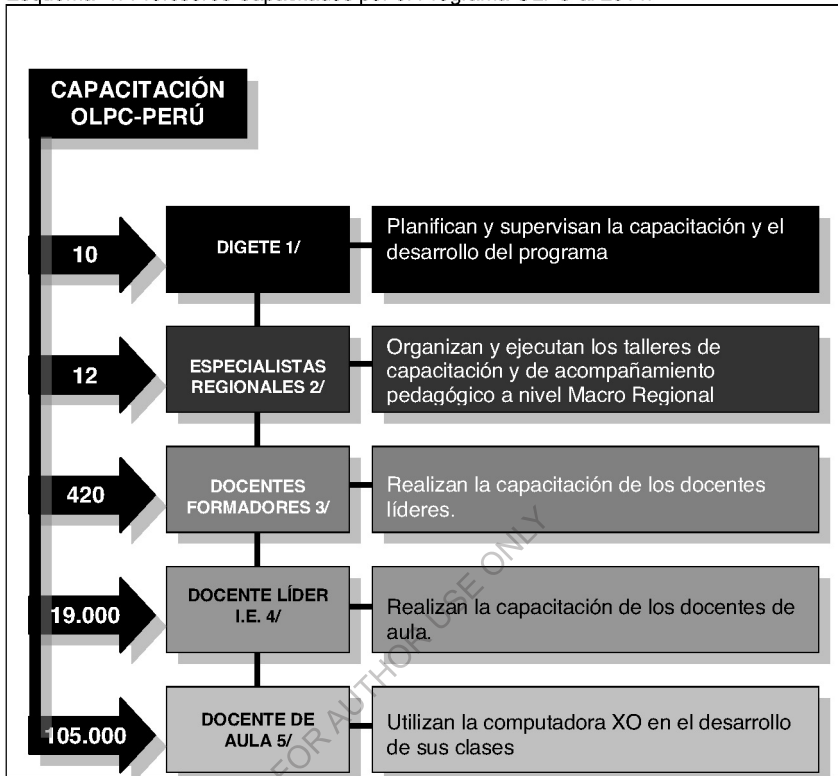 CAPACITACIÓN
OLPC-PERÚ
10
DIGETE 1/
Planifican y supervisan la capacitación y el
desarrollo del programa
12
ESPECIALISTAS
REGIONALES 2/
Organizan y ejecutan los talleres de
capacitación y de acompañamiento
pedagógico a nivel Macro Regional
420
DOCENTES
FORMADORES 3/
Realizan la capacitación de los docentes
líderes.
19.000
DOCENTE LÍDER
I.E. 4/
Realizan la capacitación de los docentes de
aula.
105.000
DOCENTE DE
AULA 5/
Utilizan la computadora XO en el desarrollo
de sus clases
FOR AUTHOR USE ONLY